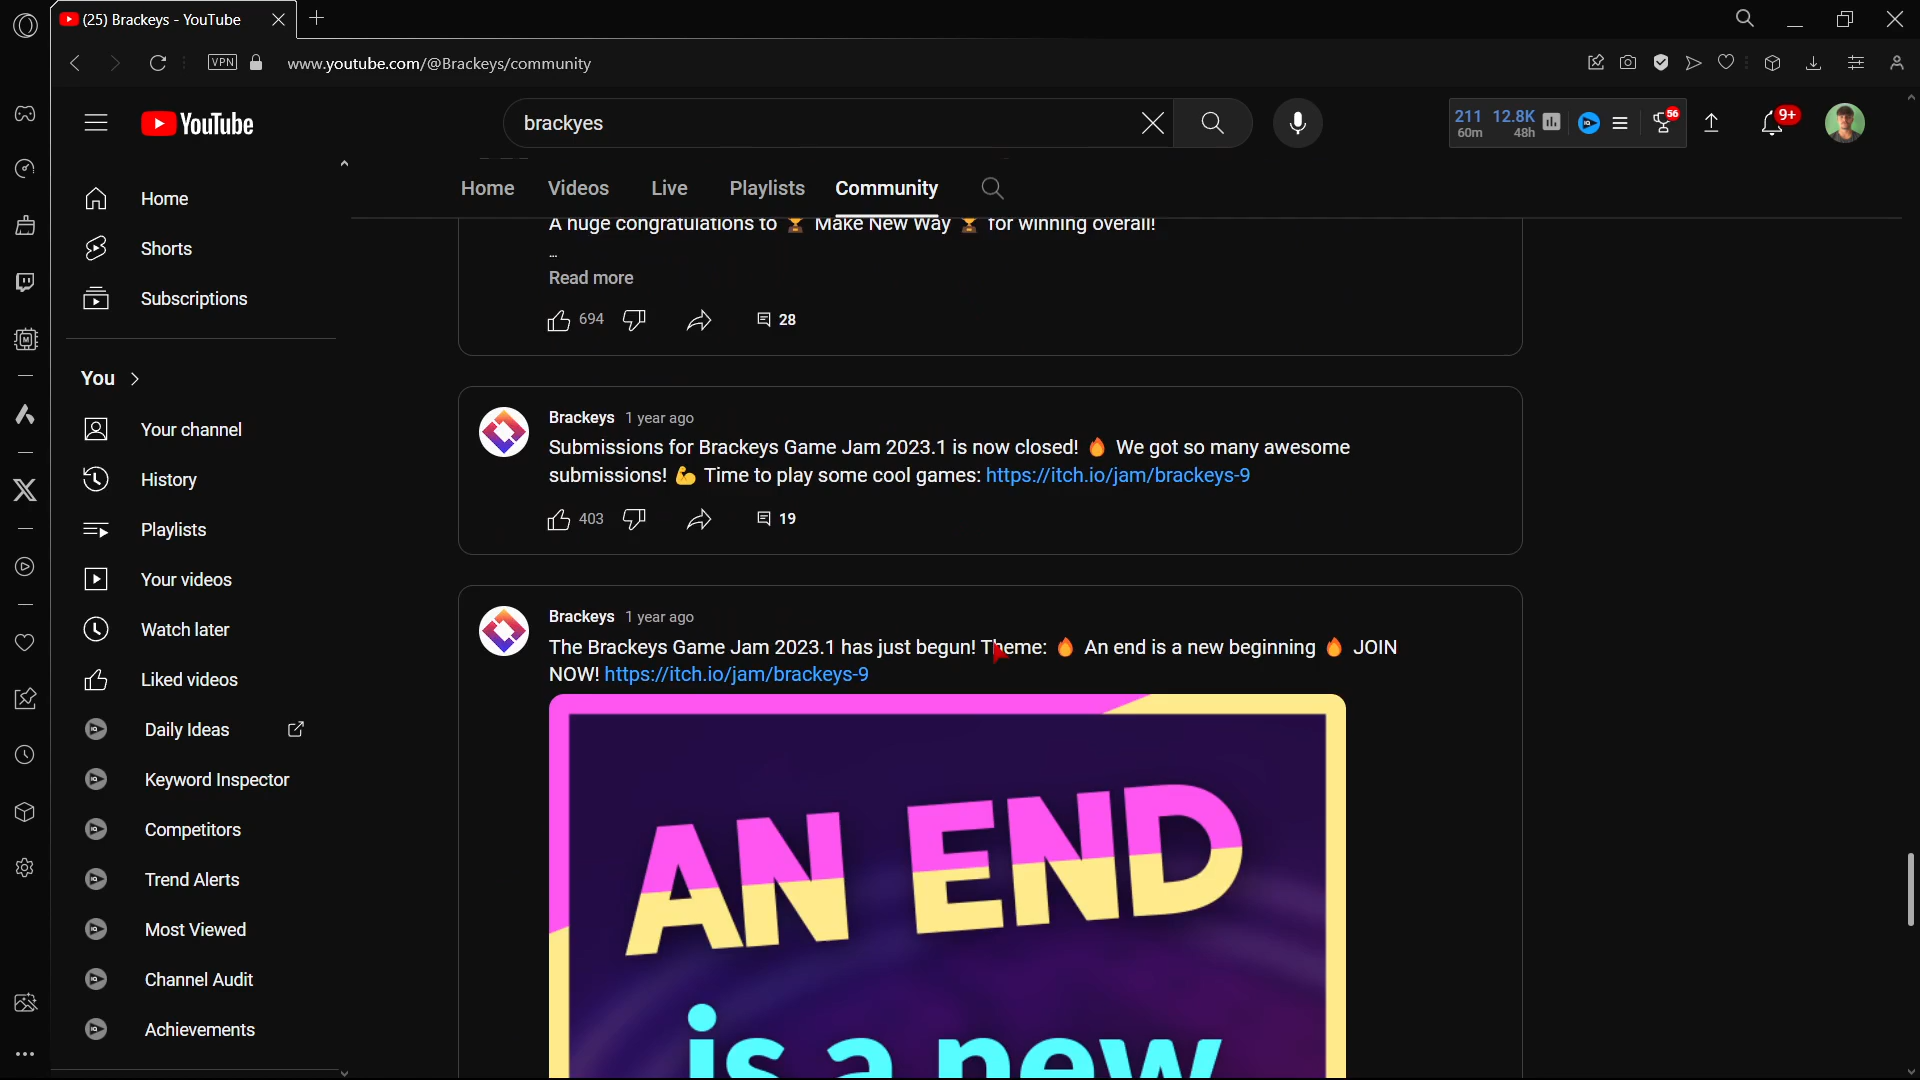 (25) Brackeys - YouTube
VPN
www.youtube.com/@Brackeys/community
YouTube
brackyes
211 12.8K
60m 48h
56
9+
Home
Shorts
Subscriptions
You
Your channel
History
Playlists
Your videos
Watch later
Liked videos
Daily Ideas
Keyword Inspector
Competitors
Trend Alerts
Most Viewed
Channel Audit
Achievements
Home Videos Live Playlists Community
A huge congratulations to 🏆 Make New Way 🏆 for winning overall!
...
Read more
694 28
Brackeys 1 year ago
Submissions for Brackeys Game Jam 2023.1 is now closed! 🔥 We got so many awesome
submissions! 💪 Time to play some cool games: https://itch.io/jam/brackeys-9
403 19
Brackeys 1 year ago
The Brackeys Game Jam 2023.1 has just begun! Theme: 🔥 An end is a new beginning 🔥 JOIN
NOW! https://itch.io/jam/brackeys-9
AN END
is a new